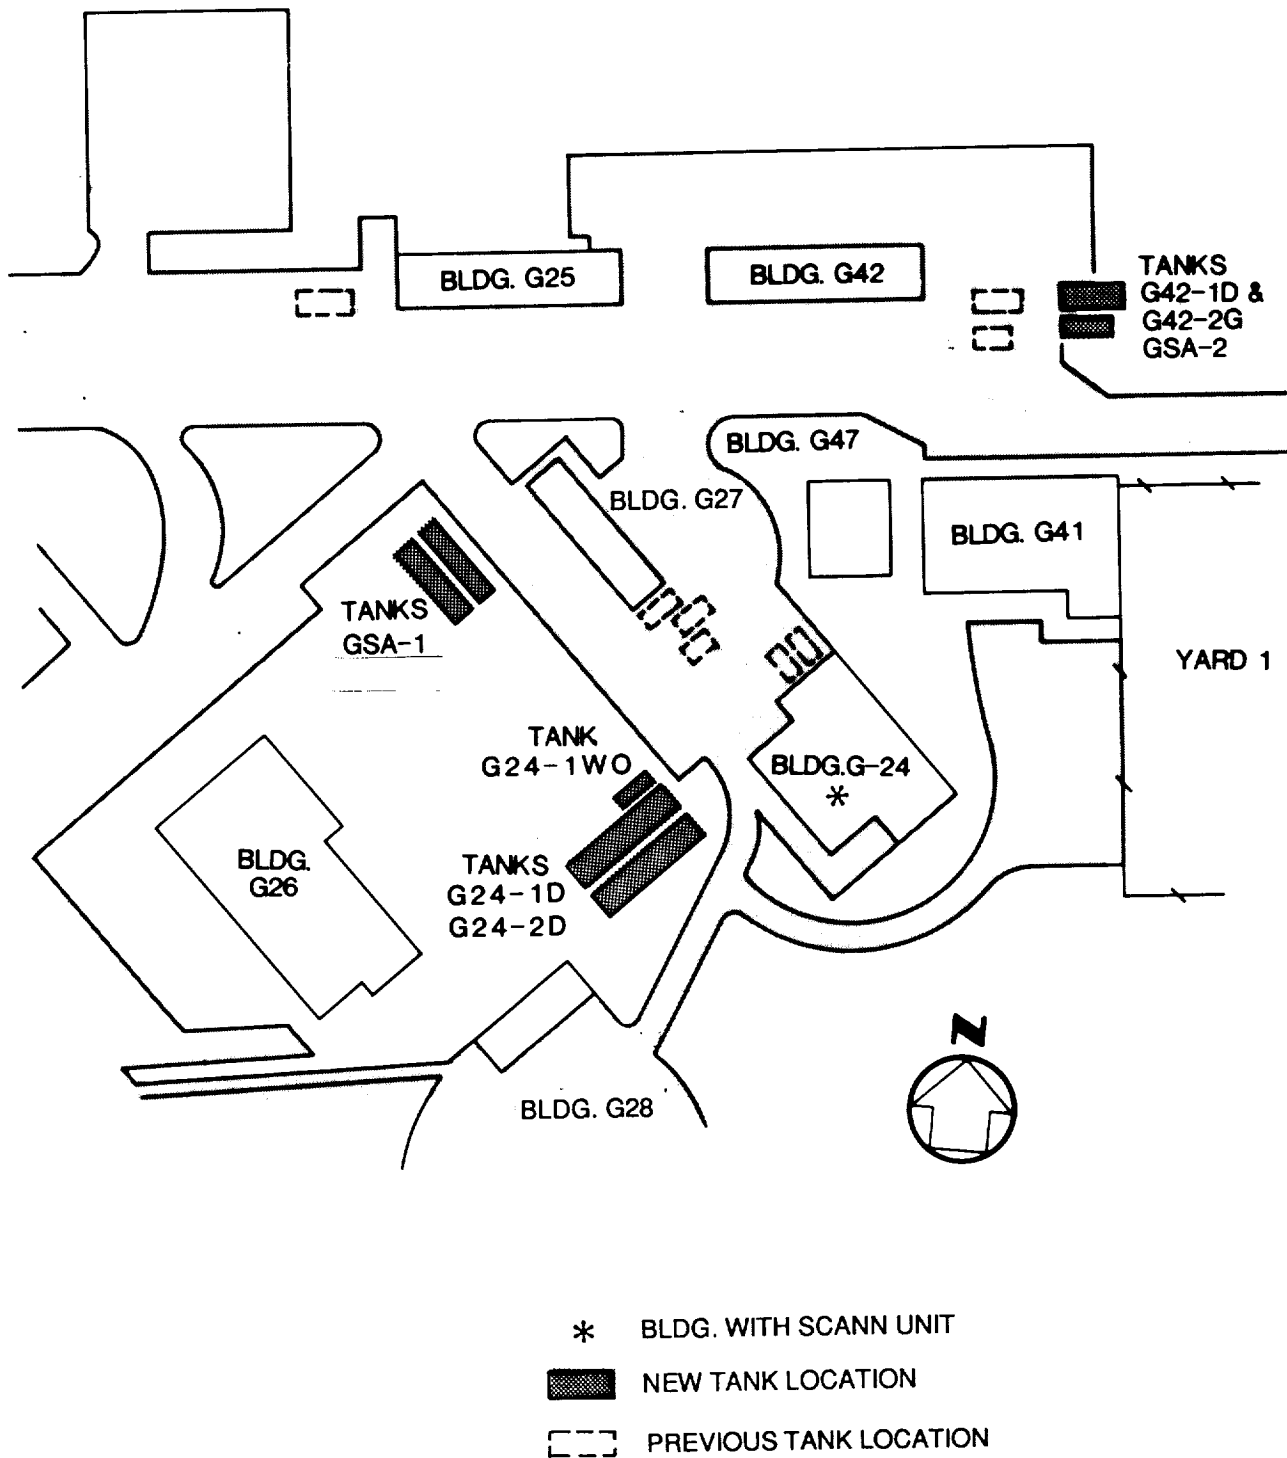 BLDG. G25
BLDG. G42
TANKS
G42-1D &
G42-2G
GSA-2
BLDG. G47
BLDG. G27
BLDG. G41
TANKS
GSA-1
YARD 1
TANK
G24-1WO
BLDG.G-24
*
BLDG.
G26
TANKS
G24-1D
G24-2D
BLDG. G28
N
* BLDG. WITH SCANN UNIT
NEW TANK LOCATION
PREVIOUS TANK LOCATION